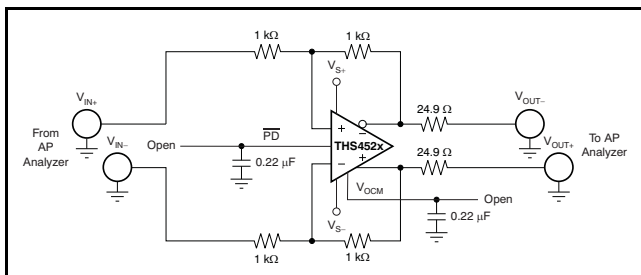 1 kΩ
1 kΩ
VIN+
VS+
24.9 Ω
VOUT−
From
AP
Analyzer
VIN−
Open
PD
+
−
THS452x
−
+
24.9 Ω
VOUT+
To AP
Analyzer
0.22 µF
VOCM
Open
VS−
0.22 µF
1 kΩ
1 kΩ